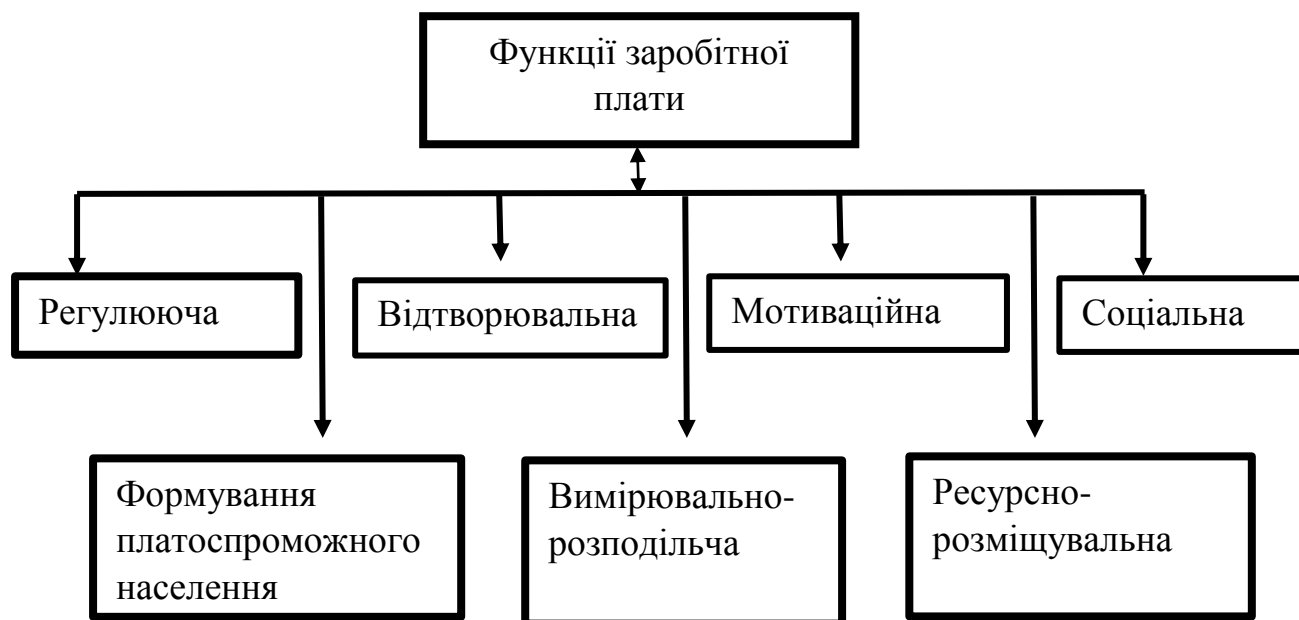 Функції заробітної
плати
Регулююча
Відтворювальна
Мотиваційна
Соціальна
Формування
платоспроможного
населення
Вимірювально-
розподільча
Ресурсно-
розміщувальна